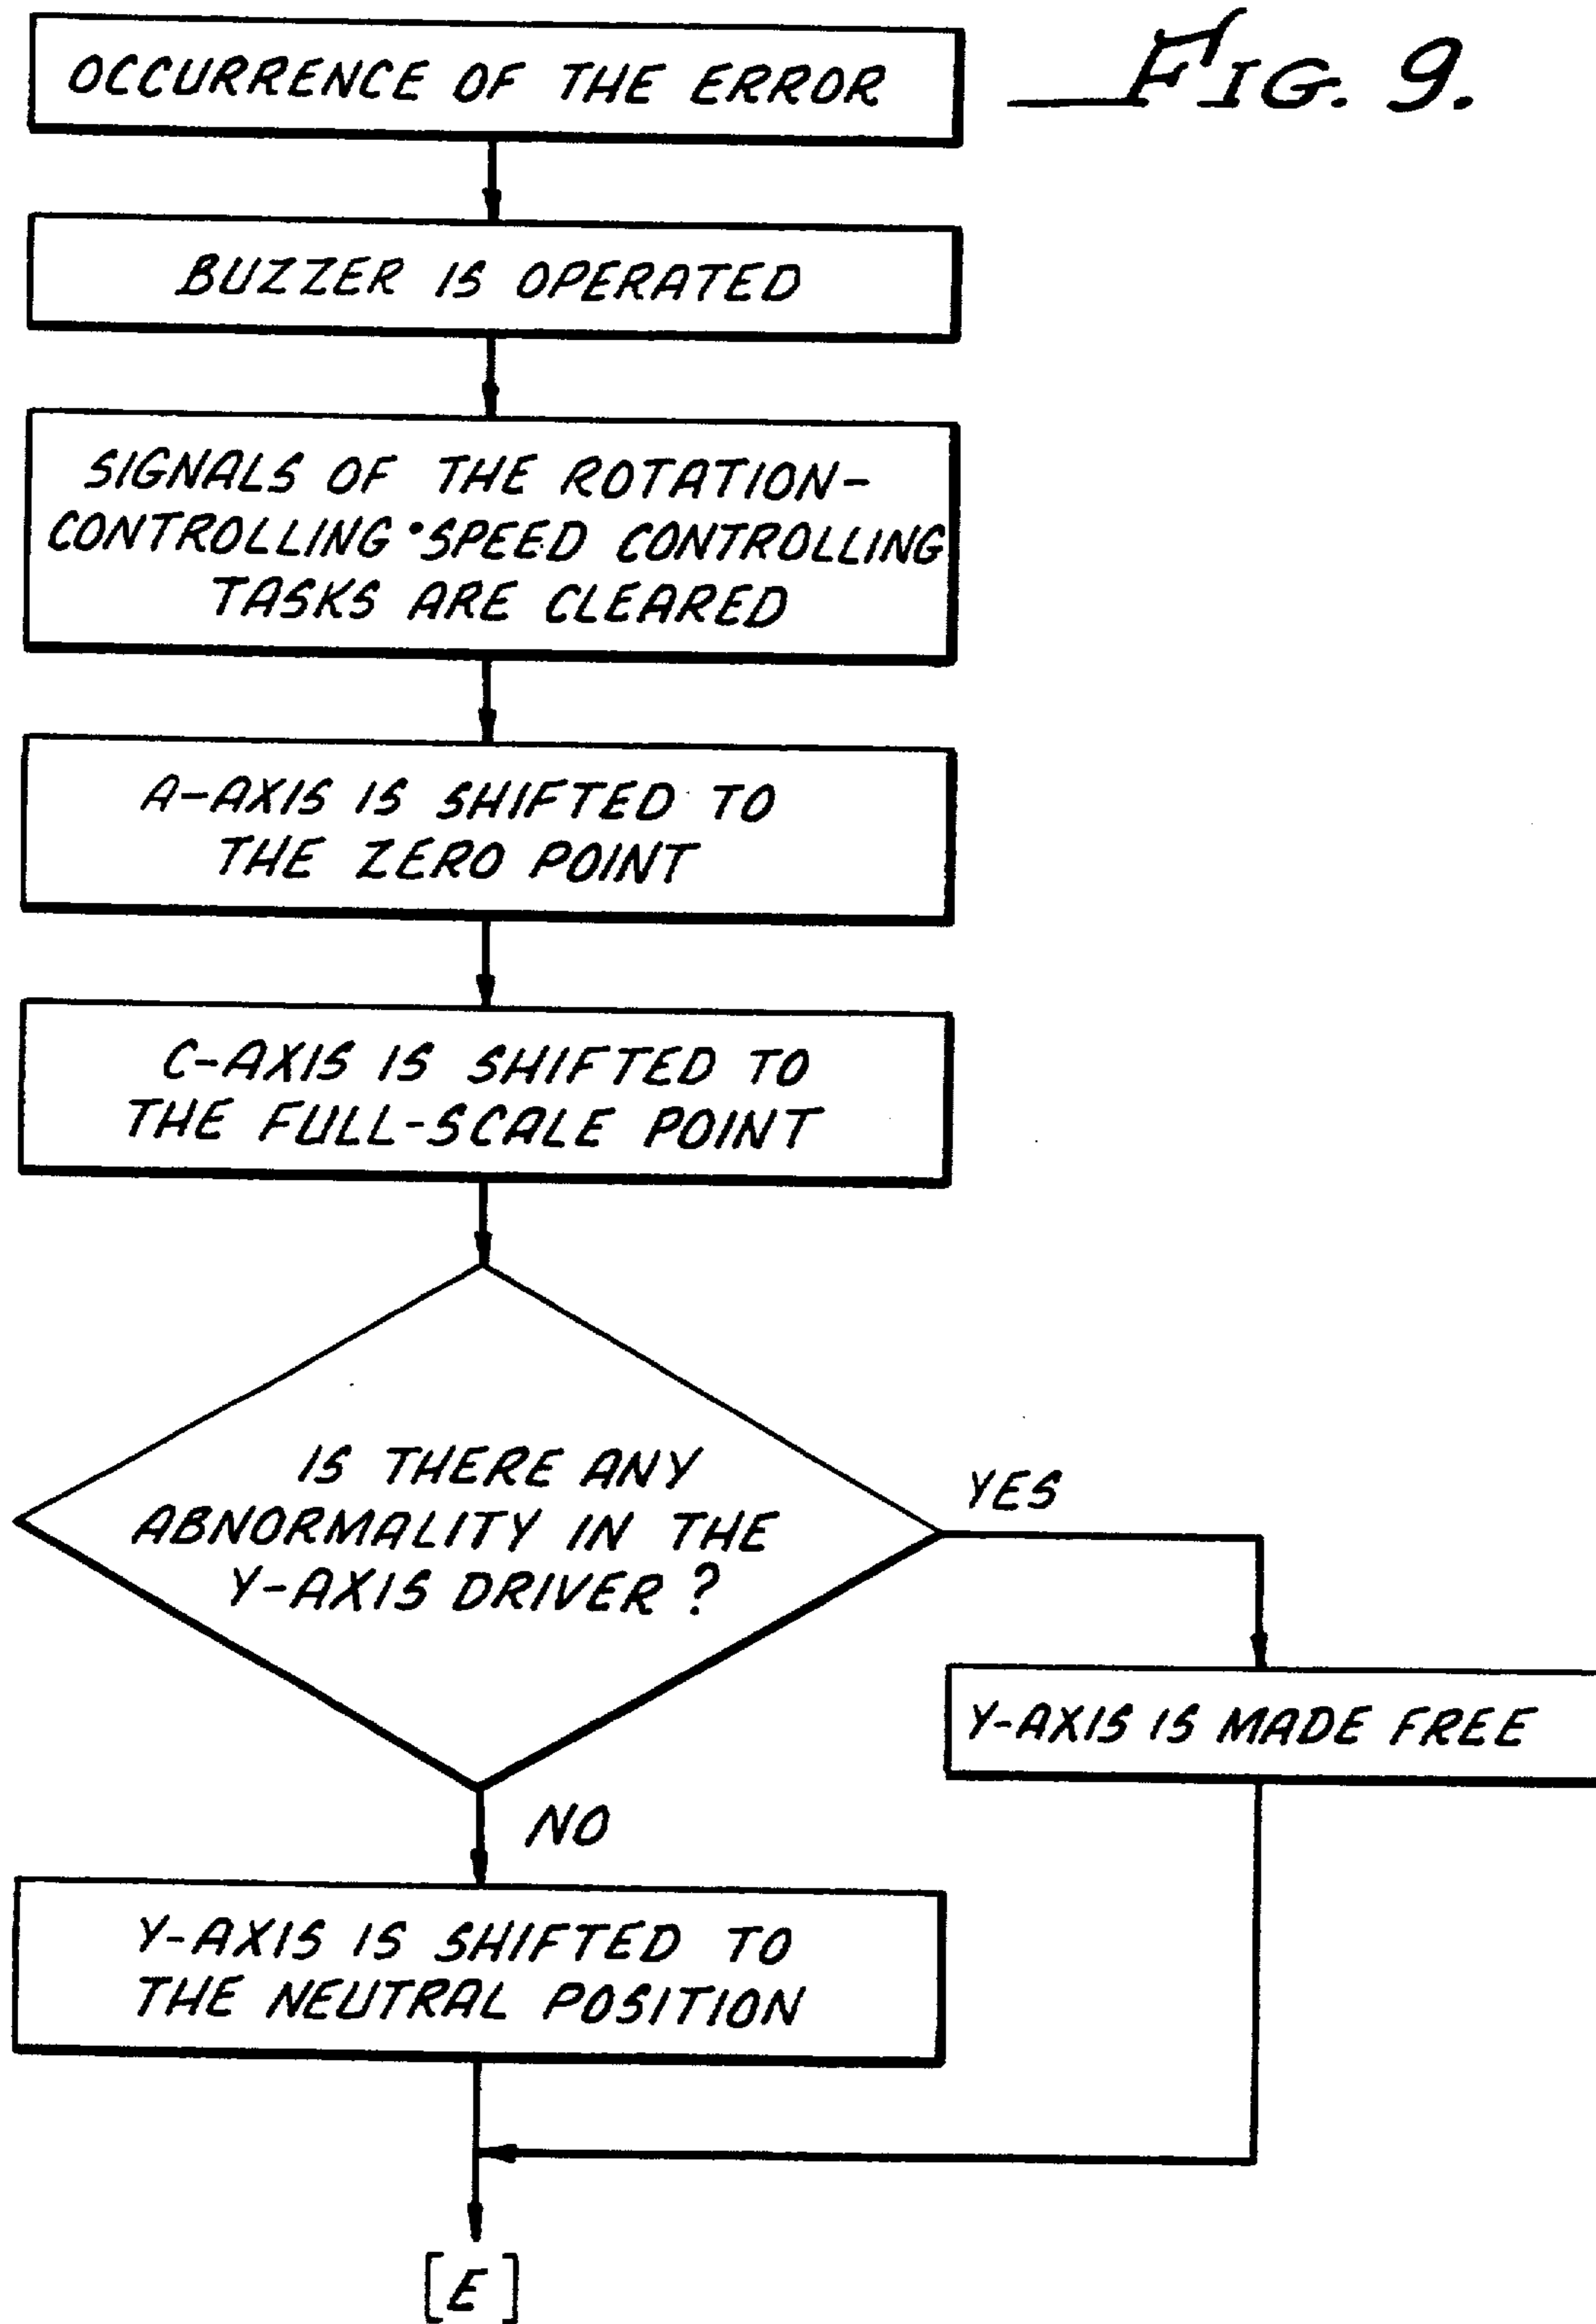 FIG. 9.
OCCURRENCE OF THE ERROR
BUZZER IS OPERATED
SIGNALS OF THE ROTATION-
CONTROLLING•SPEED CONTROLLING
TASKS ARE CLEARED
A-AXIS IS SHIFTED TO
THE ZERO POINT
C-AXIS IS SHIFTED TO
THE FULL-SCALE POINT
IS THERE ANY
ABNORMALITY IN THE
Y-AXIS DRIVER ?
YES
Y-AXIS IS MADE FREE
NO
Y-AXIS IS SHIFTED TO
THE NEUTRAL POSITION
[E]